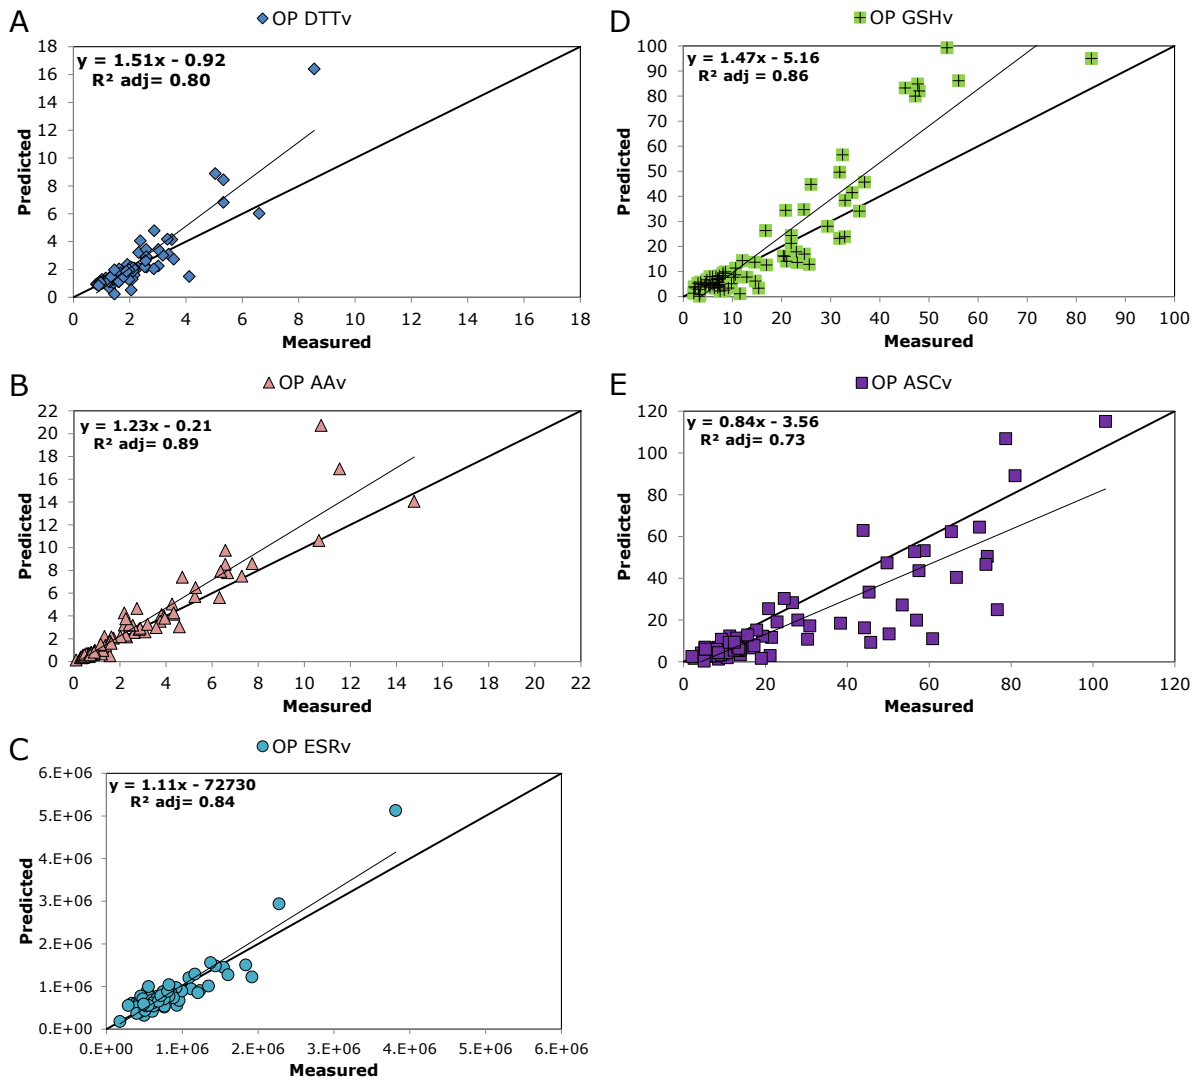 A
OP DTTv
y = 1.51x - 0.92
R² adj= 0.80
18
16
14
12
10
8
6
4
2
0
Predicted
0 2 4 6 8 10 12 14 16 18
Measured
D
OP GSHv
y = 1.47x - 5.16
R² adj = 0.86
100
90
80
70
60
50
40
30
20
10
0
Predicted
0 10 20 30 40 50 60 70 80 90 100
Measured
B
OP AAv
y = 1.23x - 0.21
R² adj= 0.89
22
20
18
16
14
12
10
8
6
4
2
0
Predicted
0 2 4 6 8 10 12 14 16 18 20 22
Measured
E
OP ASCv
y = 0.84x - 3.56
R² adj= 0.73
120
100
80
60
40
20
0
Predicted
0 20 40 60 80 100 120
Measured
C
OP ESRv
y = 1.11x - 72730
R² adj= 0.84
6.E+06
5.E+06
4.E+06
3.E+06
2.E+06
1.E+06
0.E+00
Predicted
0.E+00 1.E+06 2.E+06 3.E+06 4.E+06 5.E+06 6.E+06
Measured